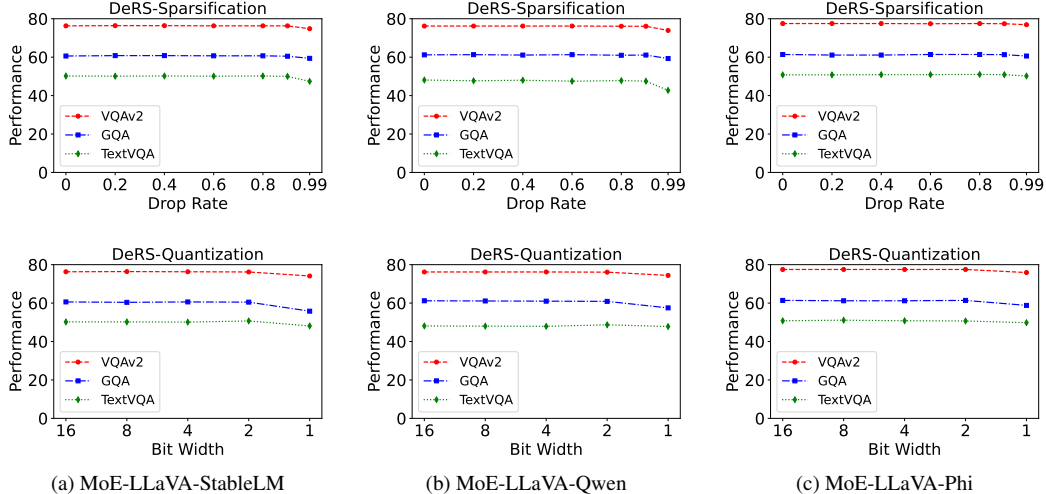 DeRS-Sparsification
Performance
80
60
40
20
0
VQAv2
GQA
TextVQA
0 0.2 0.4 0.6 0.8 0.99
Drop Rate
DeRS-Sparsification
Performance
80
60
40
20
0
VQAv2
GQA
TextVQA
0 0.2 0.4 0.6 0.8 0.99
Drop Rate
DeRS-Sparsification
Performance
80
60
40
20
0
VQAv2
GQA
TextVQA
0 0.2 0.4 0.6 0.8 0.99
Drop Rate
DeRS-Quantization
Performance
80
60
40
20
0
VQAv2
GQA
TextVQA
16 8 4 2 1
Bit Width
DeRS-Quantization
Performance
80
60
40
20
0
VQAv2
GQA
TextVQA
16 8 4 2 1
Bit Width
DeRS-Quantization
Performance
80
60
40
20
0
VQAv2
GQA
TextVQA
16 8 4 2 1
Bit Width
(a) MoE-LLaVA-StableLM
(b) MoE-LLaVA-Qwen
(c) MoE-LLaVA-Phi